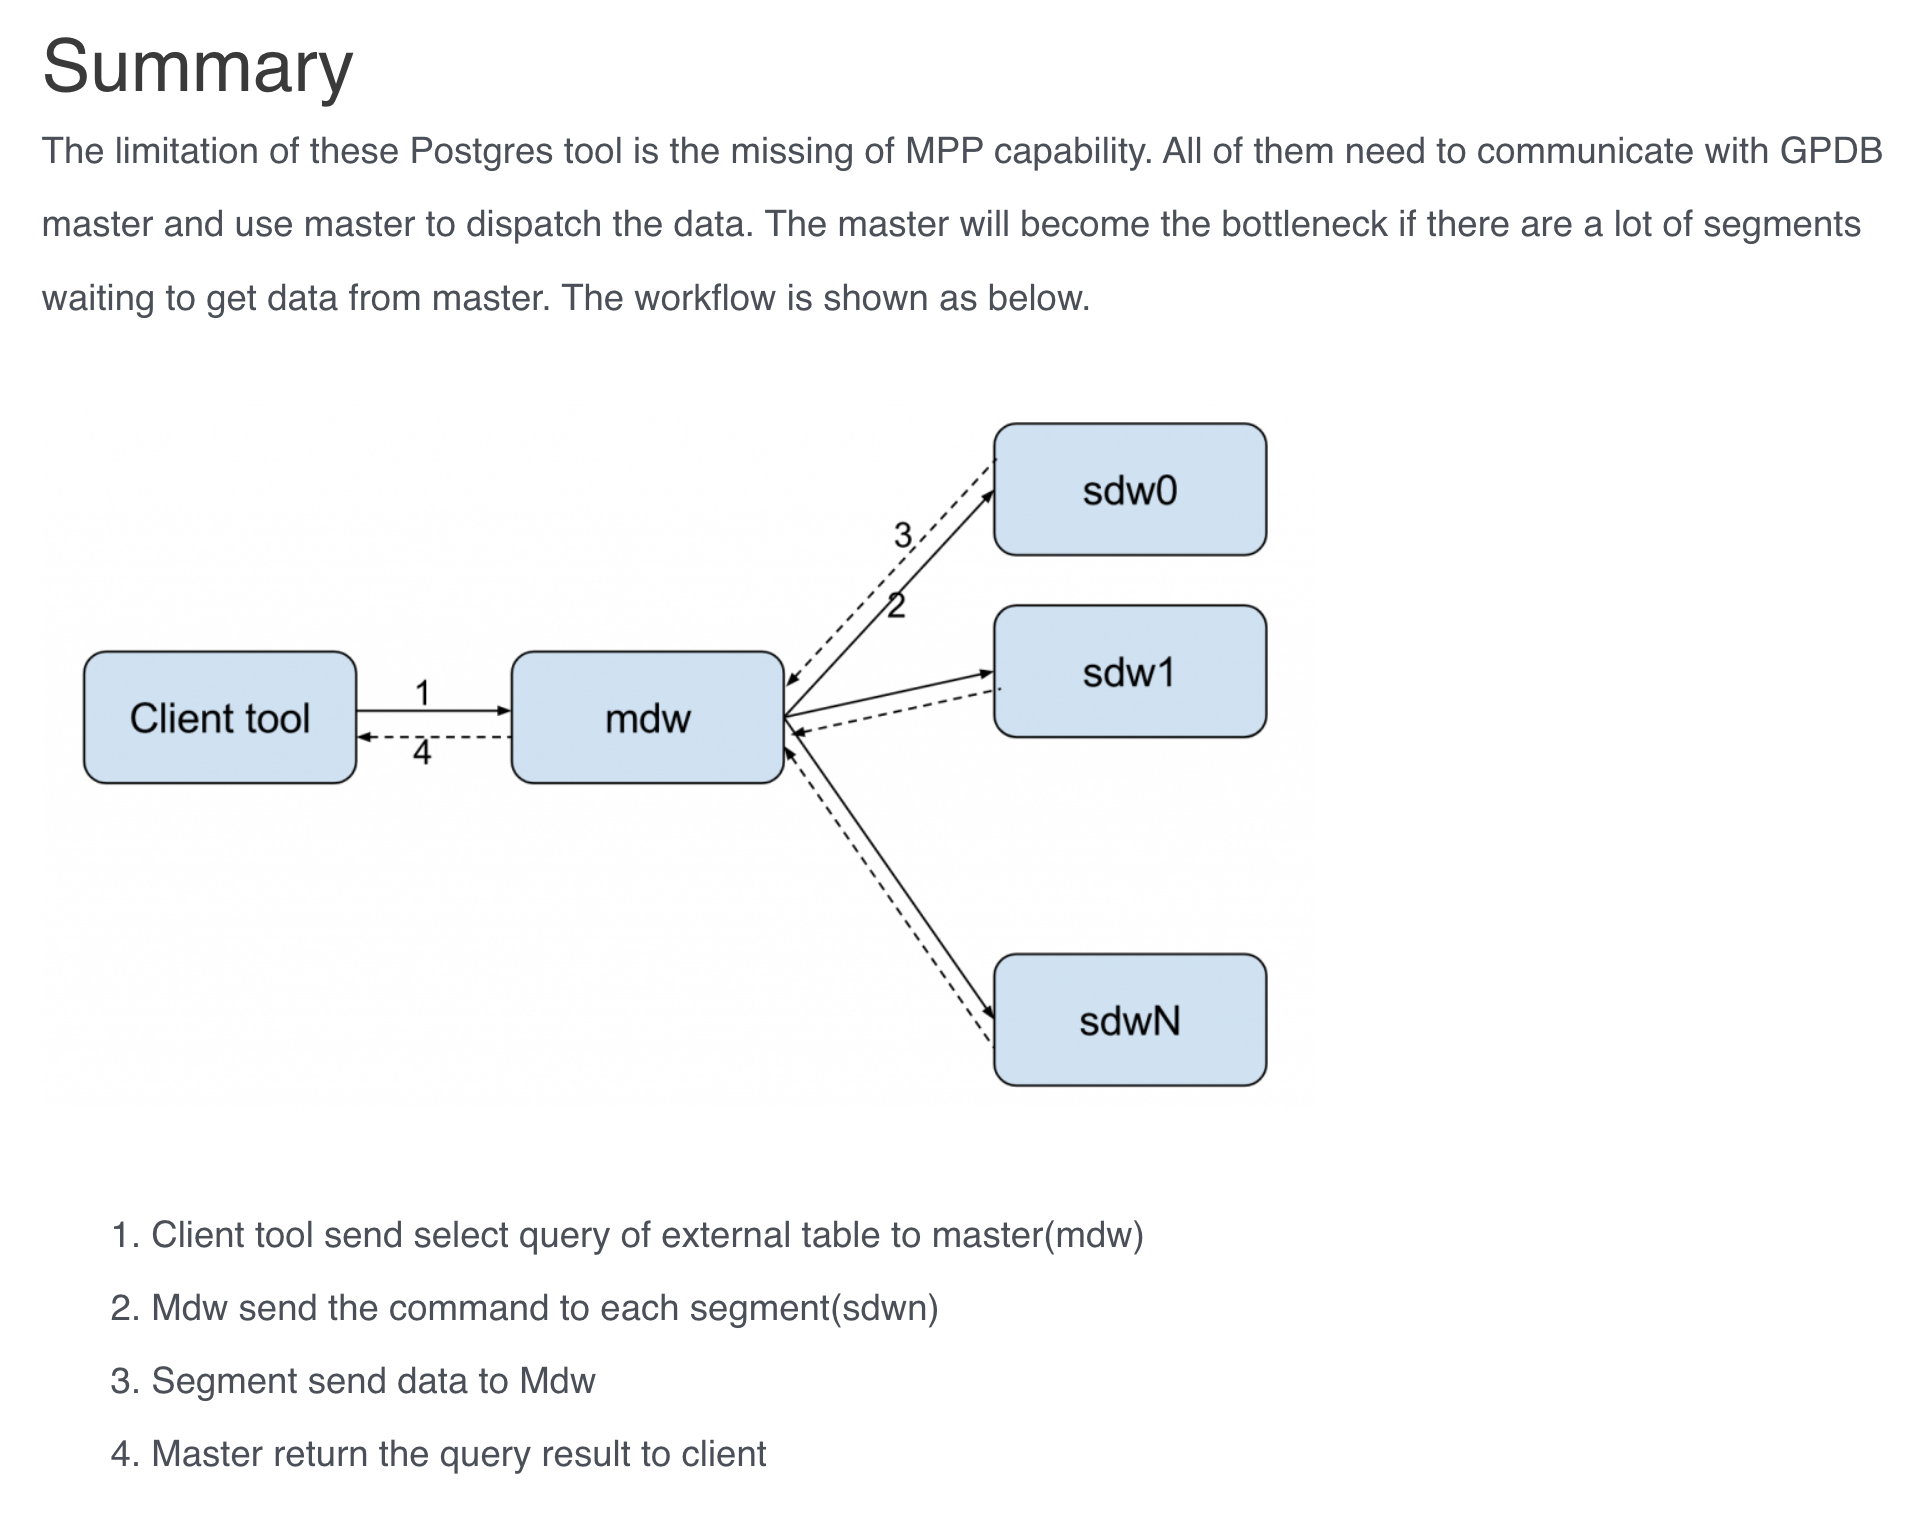 Summary
The limitation of these Postgres tool is the missing of MPP capability. All of them need to communicate with GPDB
master and use master to dispatch the data. The master will become the bottleneck if there are a lot of segments
waiting to get data from master. The workflow is shown as below.
sdw0
3
2
sdw1
Client tool
1
4
mdw
sdwN
1. Client tool send select query of external table to master(mdw)
2. Mdw send the command to each segment(sdwn)
3. Segment send data to Mdw
4. Master return the query result to client